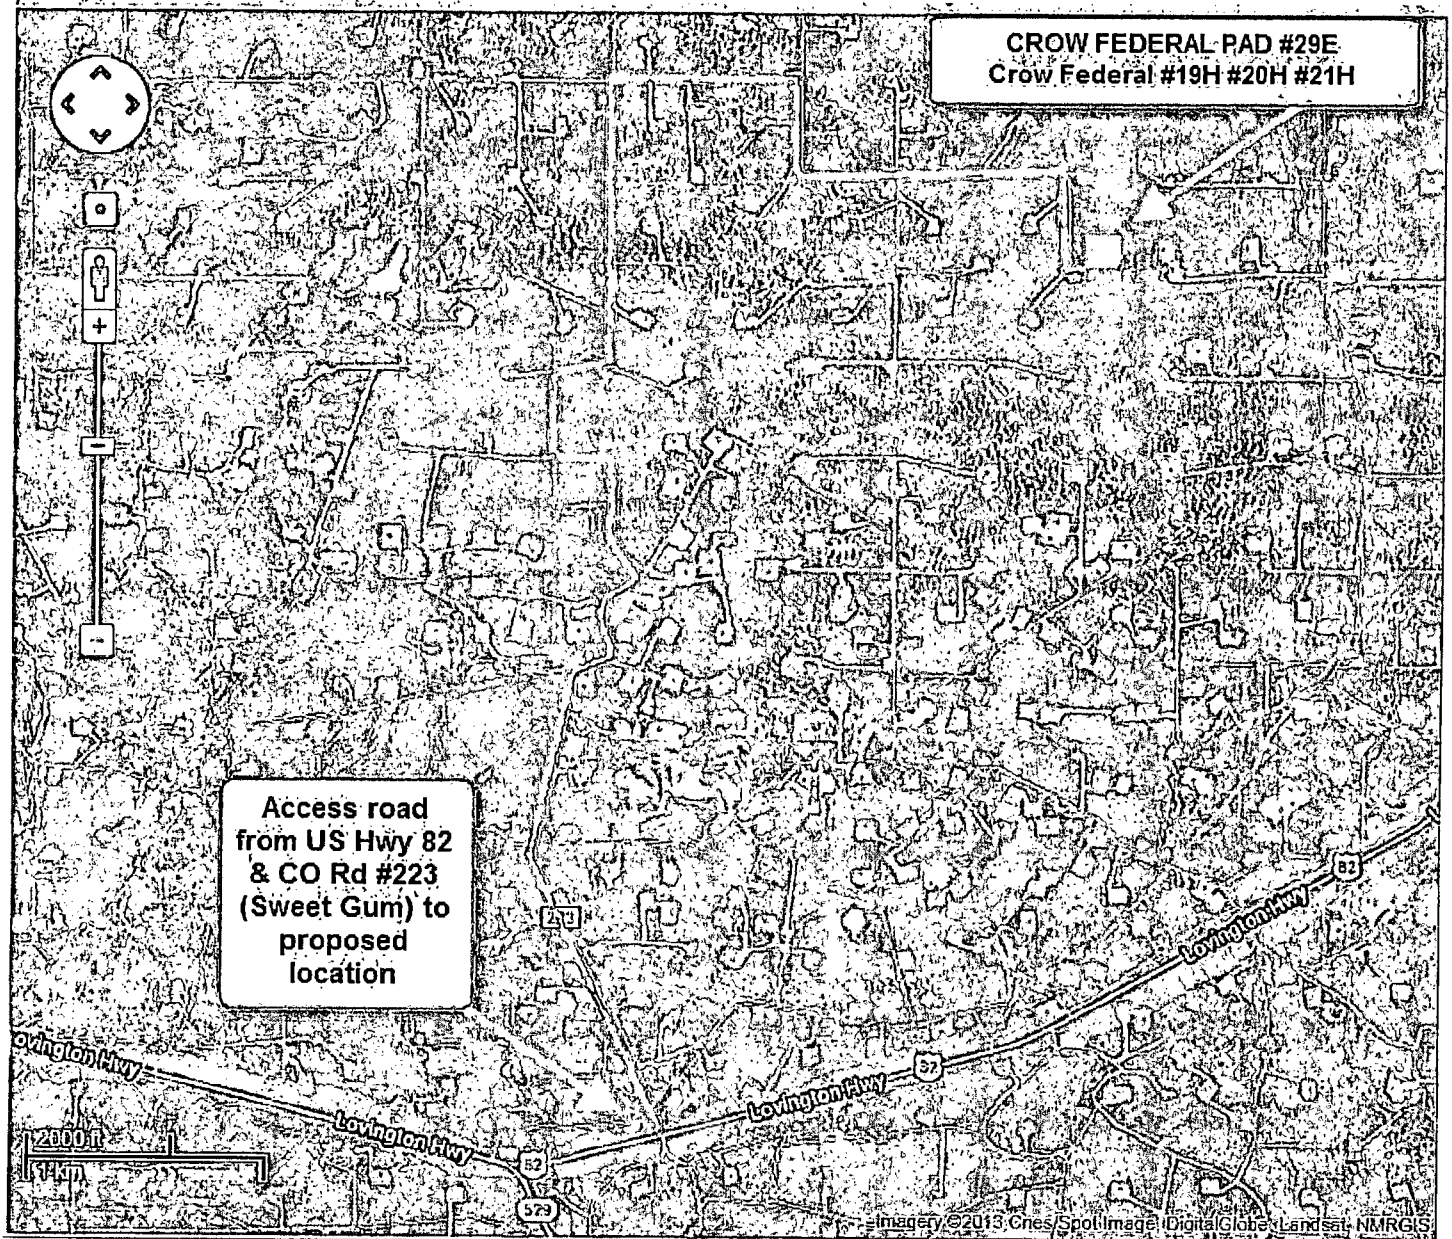 CROW FEDERAL PAD #29E
Crow Federal #19H #20H #21H
Access road
from US Hwy 82
& CO Rd #223
(Sweet Gum) to
proposed
location
82
Lovington Hwy
ovington Hwy
82
Lovington Hwy
Lovington Hwy
2000 ft
1 km
82
529
Imagery ©2013 Cnes/Spot Image, DigitalGlobe, Landsat, NMRGIS